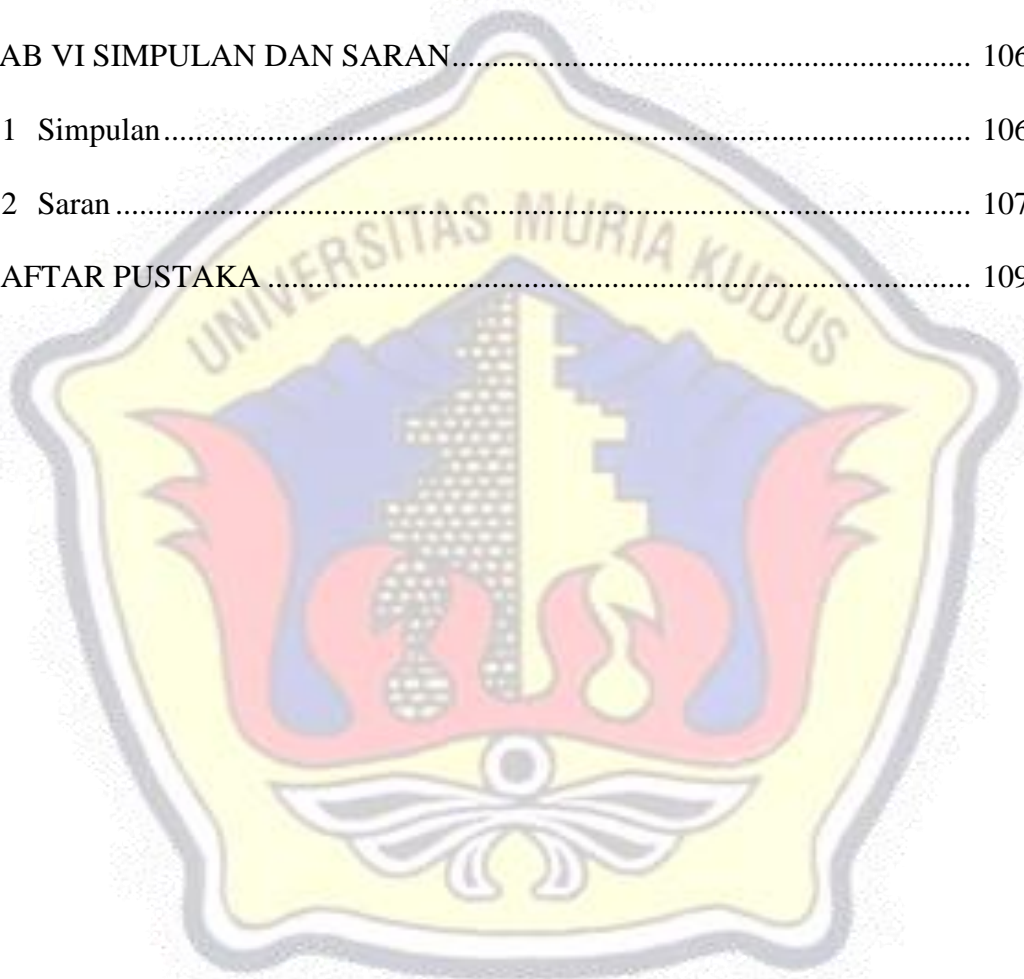 AB VI SIMPULAN DAN SARAN........................................................... 106
1 Simpulan........................................................................................... 106
2 Saran................................................................................................. 107
AFTAR PUSTAKA................................................................................ 109
UNIVERSITAS MURIA KUDUS